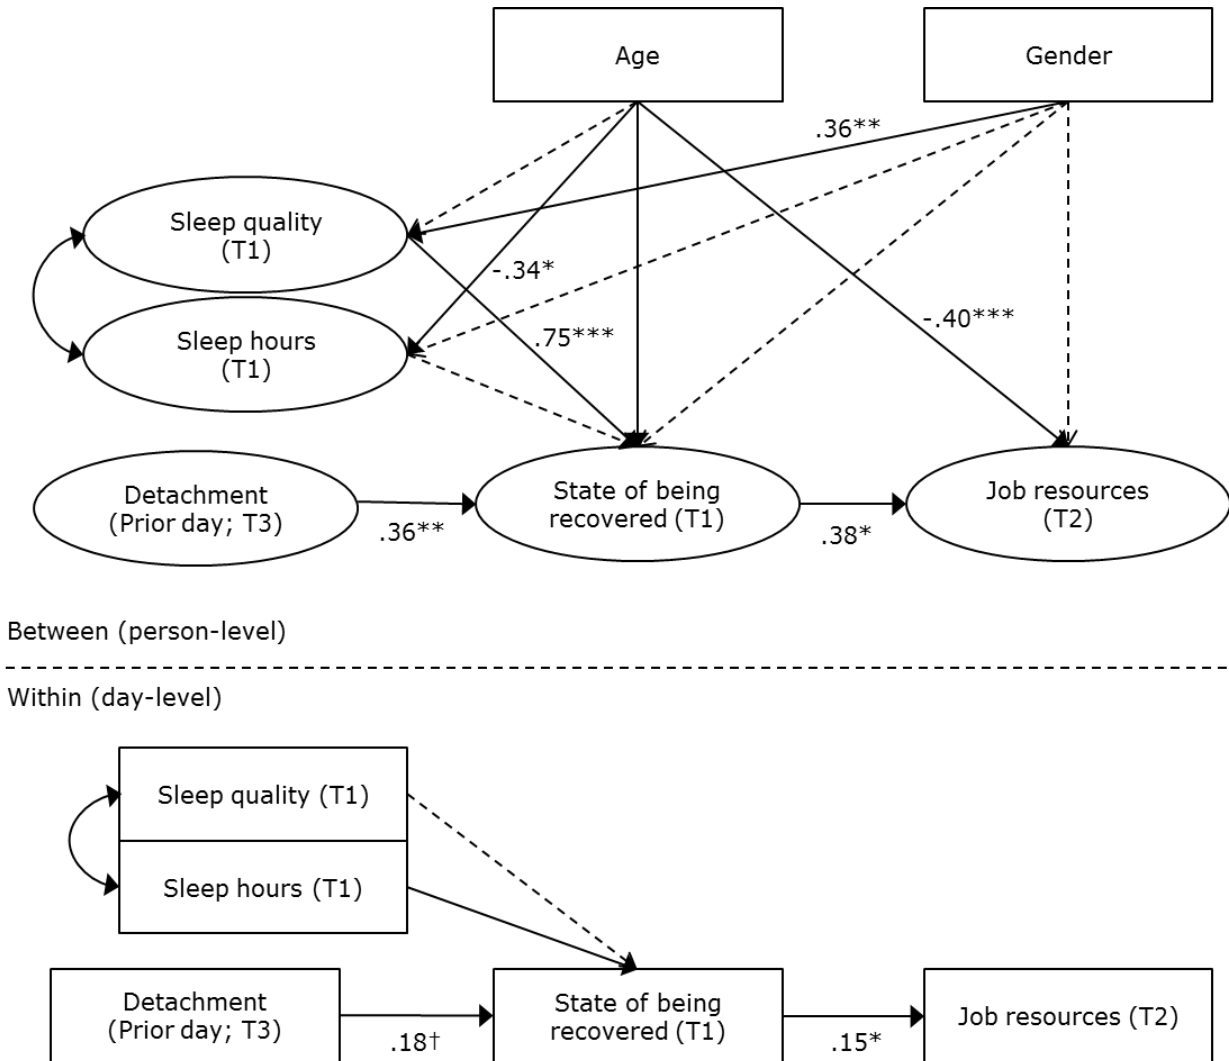 Age
Gender
.36**
Sleep quality
(T1)
-.34*
Sleep hours
(T1)
.75***
-.40***
Detachment
(Prior day; T3)
.36**
State of being
recovered (T1)
.38*
Job resources
(T2)
Between (person-level)
Within (day-level)
Sleep quality (T1)
Sleep hours (T1)
Detachment
(Prior day; T3)
.18†
State of being
recovered (T1)
.15*
Job resources (T2)